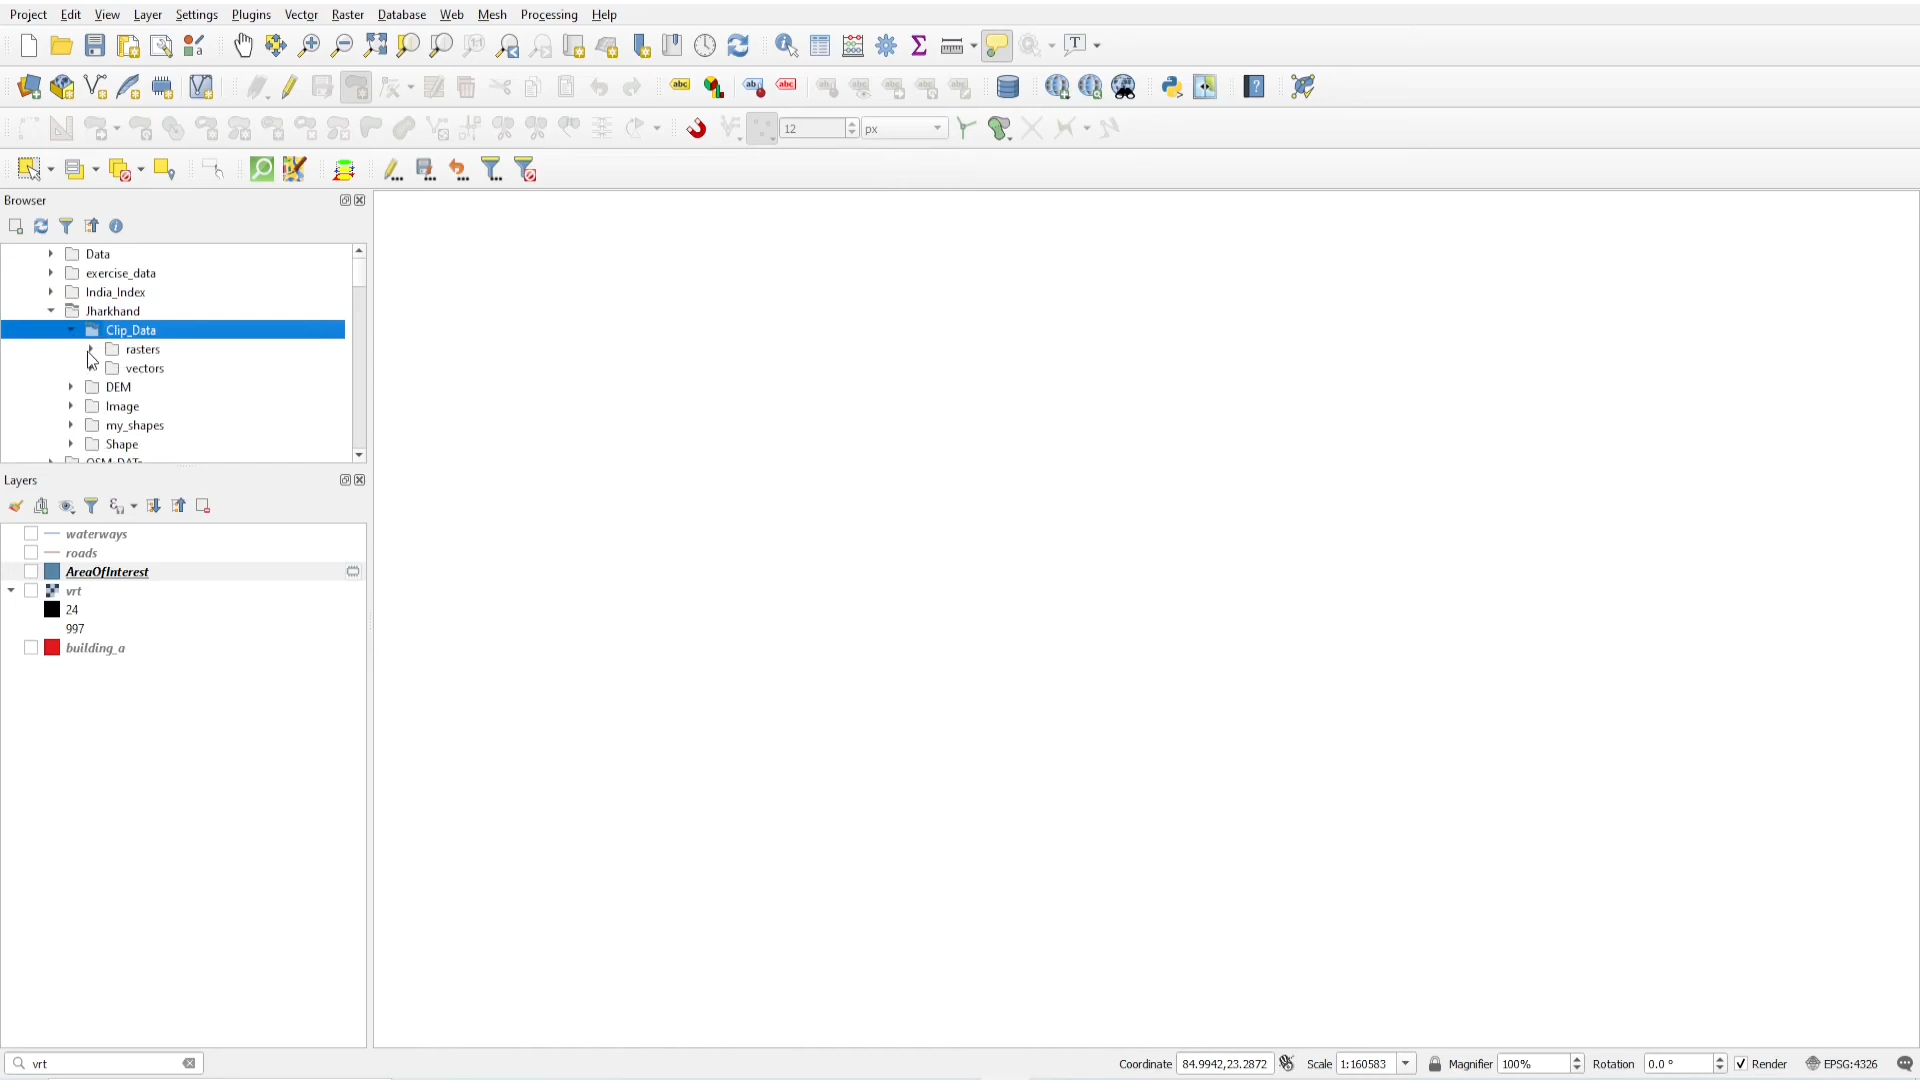 Project Edit View Layer Settings Plugins Vector Raster Database Web Mesh Processing Help
12 px
Browser
Data
exercise_data
India_Index
Jharkhand
Clip_Data
rasters
vectors
DEM
Image
my_shapes
Shape
Layers
waterways
roads
AreaOfInterest
vrt
24
997
building_a
vrt
Coordinate 84.9942,23.2872 Scale 1:160583 Magnifier 100% Rotation 0.0 ° Render EPSG:4326